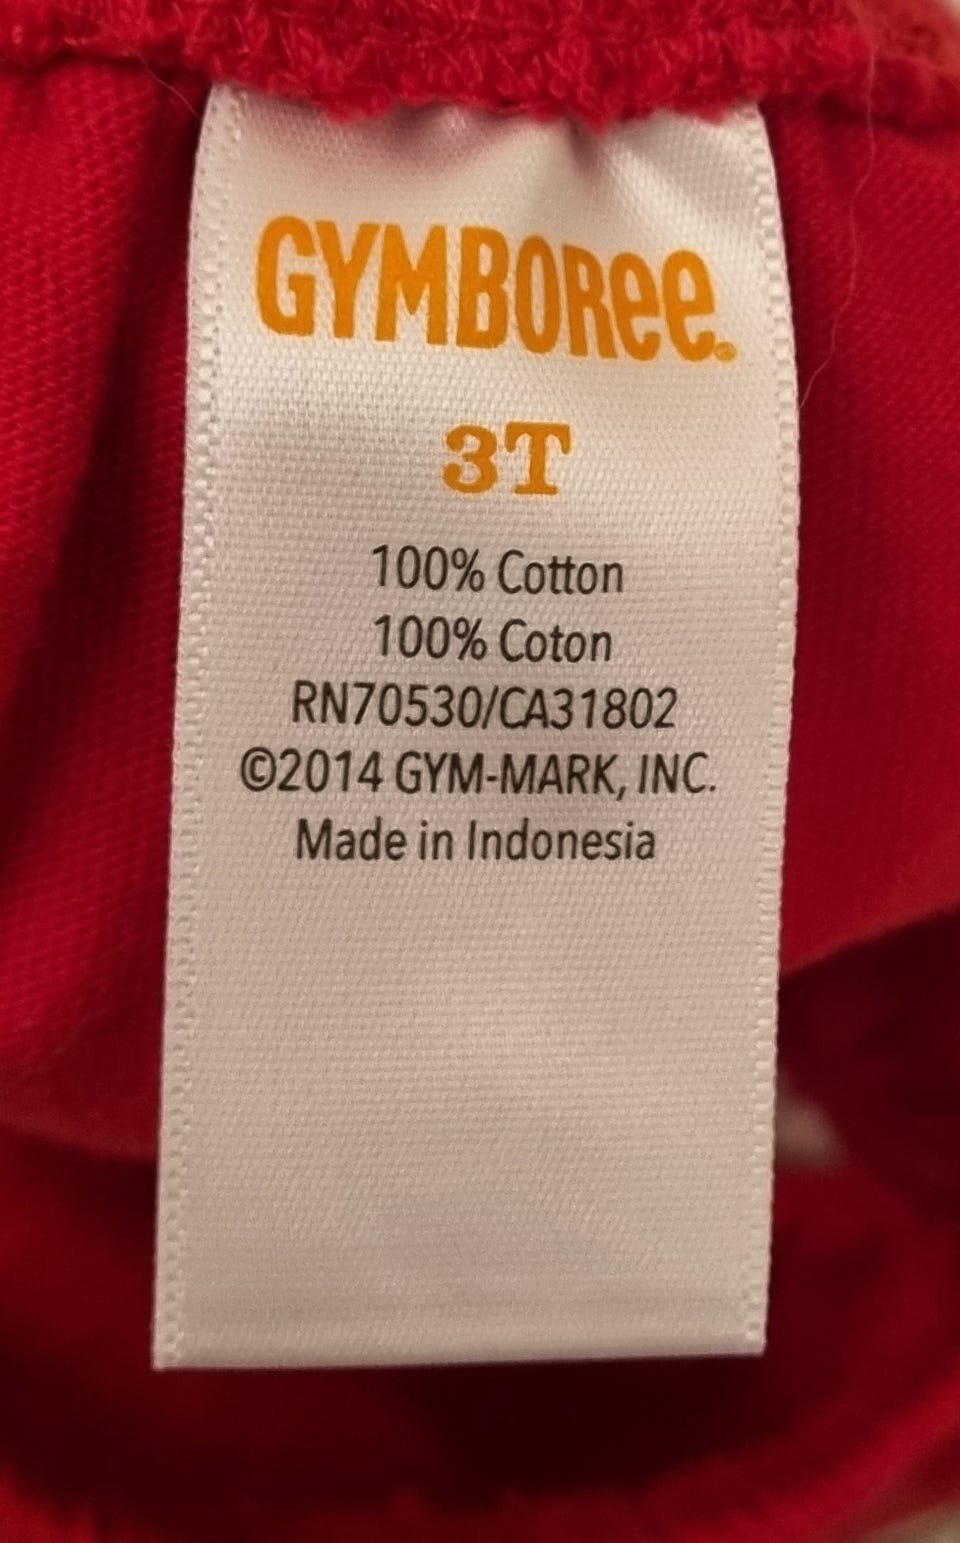 GYMBOree®
3T
100% Cotton
100% Coton
RN70530/CA31802
©2014 GYM-MARK, INC.
Made in Indonesia